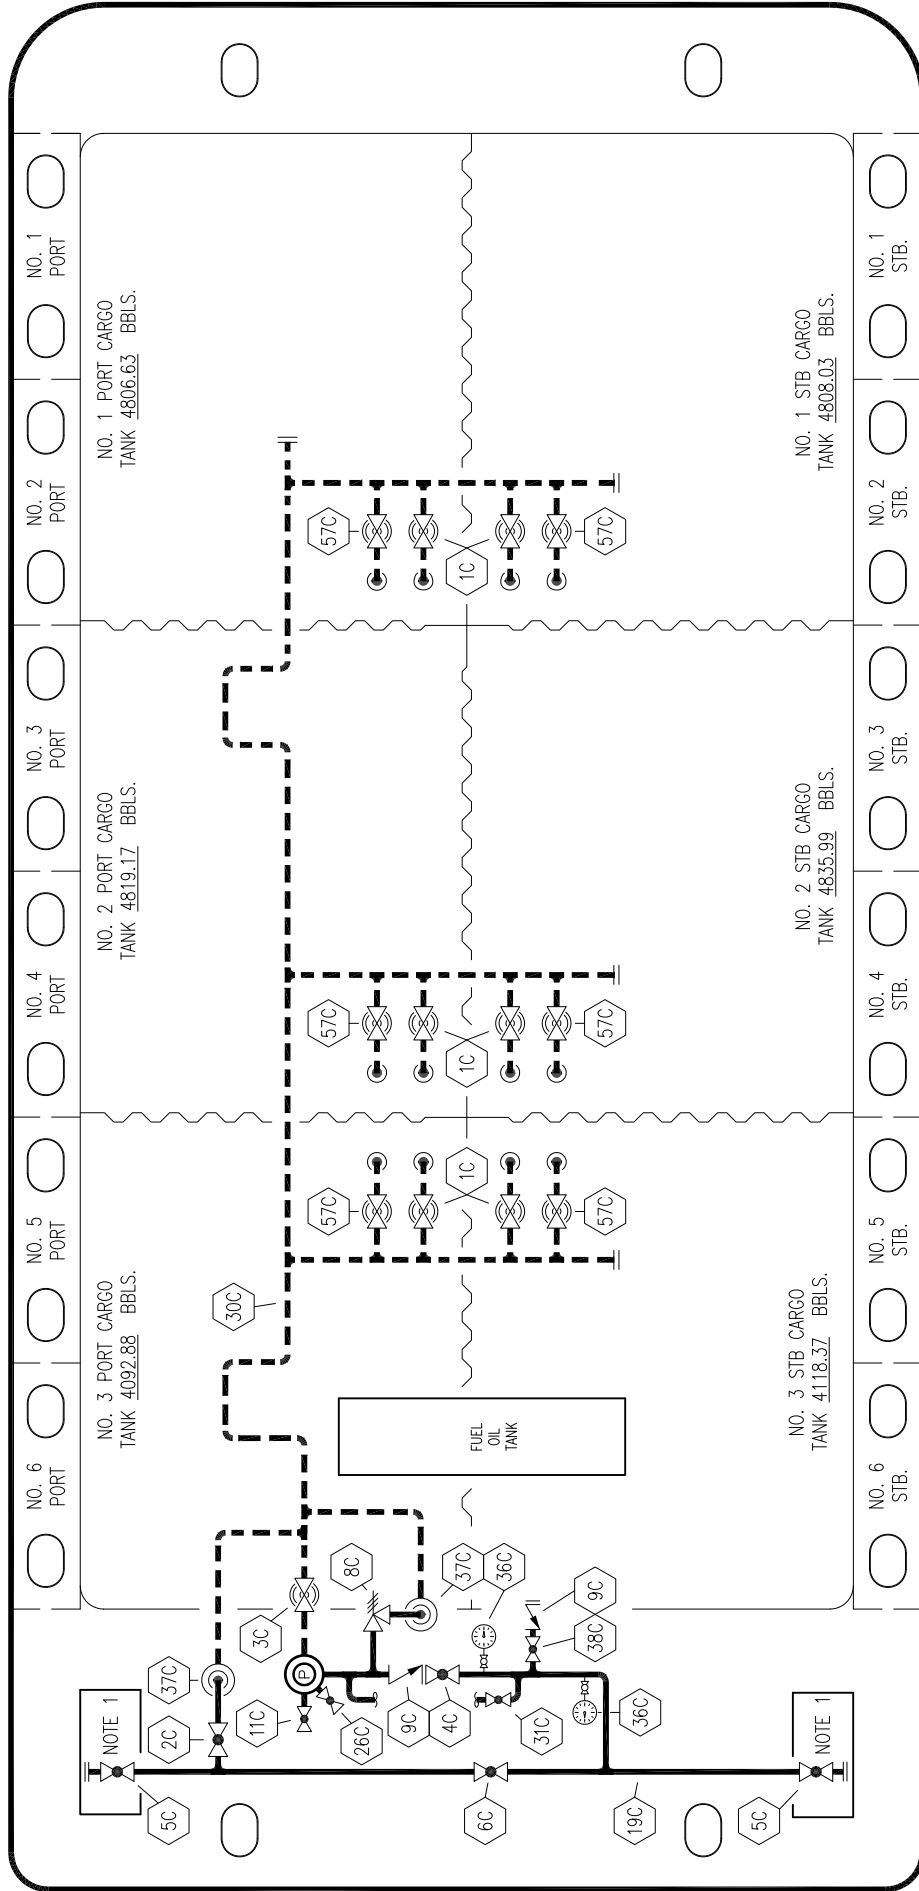 NO. 1
PORT
NO. 2
PORT
NO. 3
PORT
NO. 4
PORT
NO. 5
PORT
NO. 6
PORT
NO. 1 PORT CARGO
TANK 4806.63 BBLS.
NO. 2 PORT CARGO
TANK 4819.17 BBLS.
NO. 3 PORT CARGO
TANK 4092.88 BBLS.
NO. 1 STB CARGO
TANK 4808.03 BBLS.
NO. 2 STB CARGO
TANK 4835.99 BBLS.
NO. 3 STB CARGO
TANK 4118.37 BBLS.
NO. 1
STB.
NO. 2
STB.
NO. 3
STB.
NO. 4
STB.
NO. 5
STB.
NO. 6
STB.
57C
1C
57C
57C
1C
57C
57C
1C
57C
30C
FUEL
OIL
TANK
8C
37C
36C
9C
38C
3C
37C
P
11C
26C
9C
4C
31C
36C
2C
NOTE 1
NOTE 1
5C
6C
19C
5C